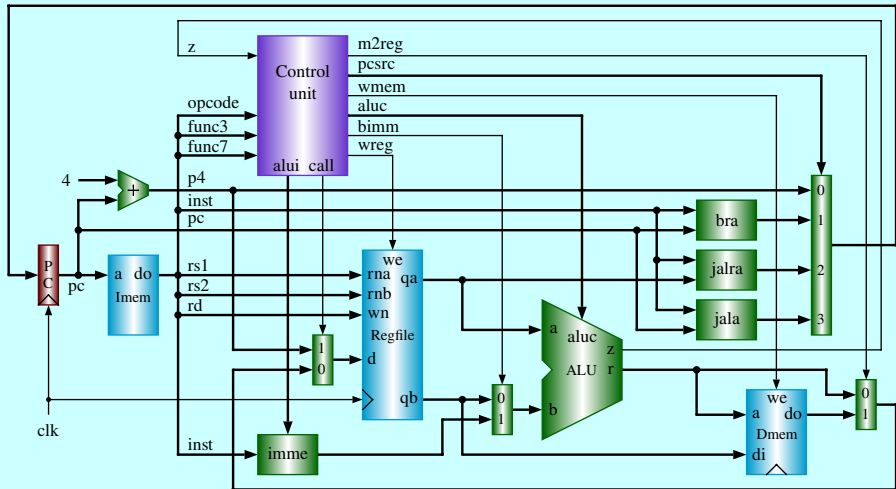 z
m2reg
pcsrc
wmem
aluc
bimm
wreg
Control
unit
opcode
func3
func7
alui call
4
+
p4
inst
pc
0
1
2
3
bra
jalra
jala
P
C
pc
a do
Imem
rs1
rs2
rd
we
rna
rnb
wn
qa
Regfile
d
qb
1
0
0
1
a
aluc
z
r
ALU
b
we
a do
Dmem
di
0
1
clk
inst
imme